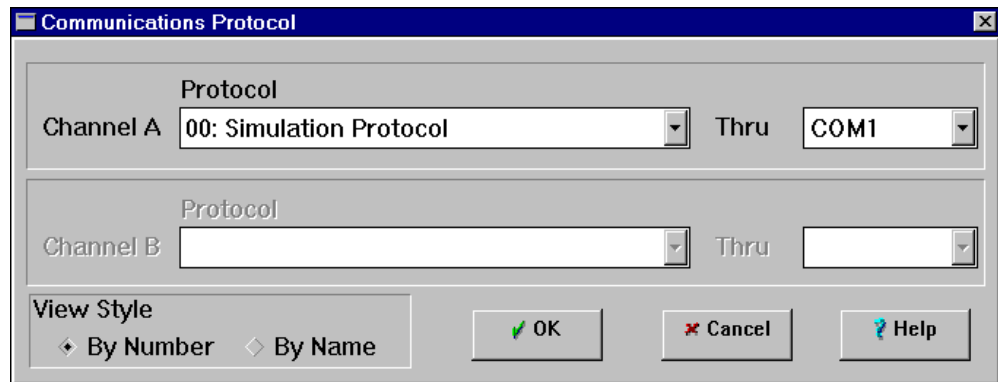 Communications Protocol
Protocol
Channel A 00: Simulation Protocol Thru COM1
Protocol
Channel B Thru
View Style
By Number By Name
OK Cancel Help